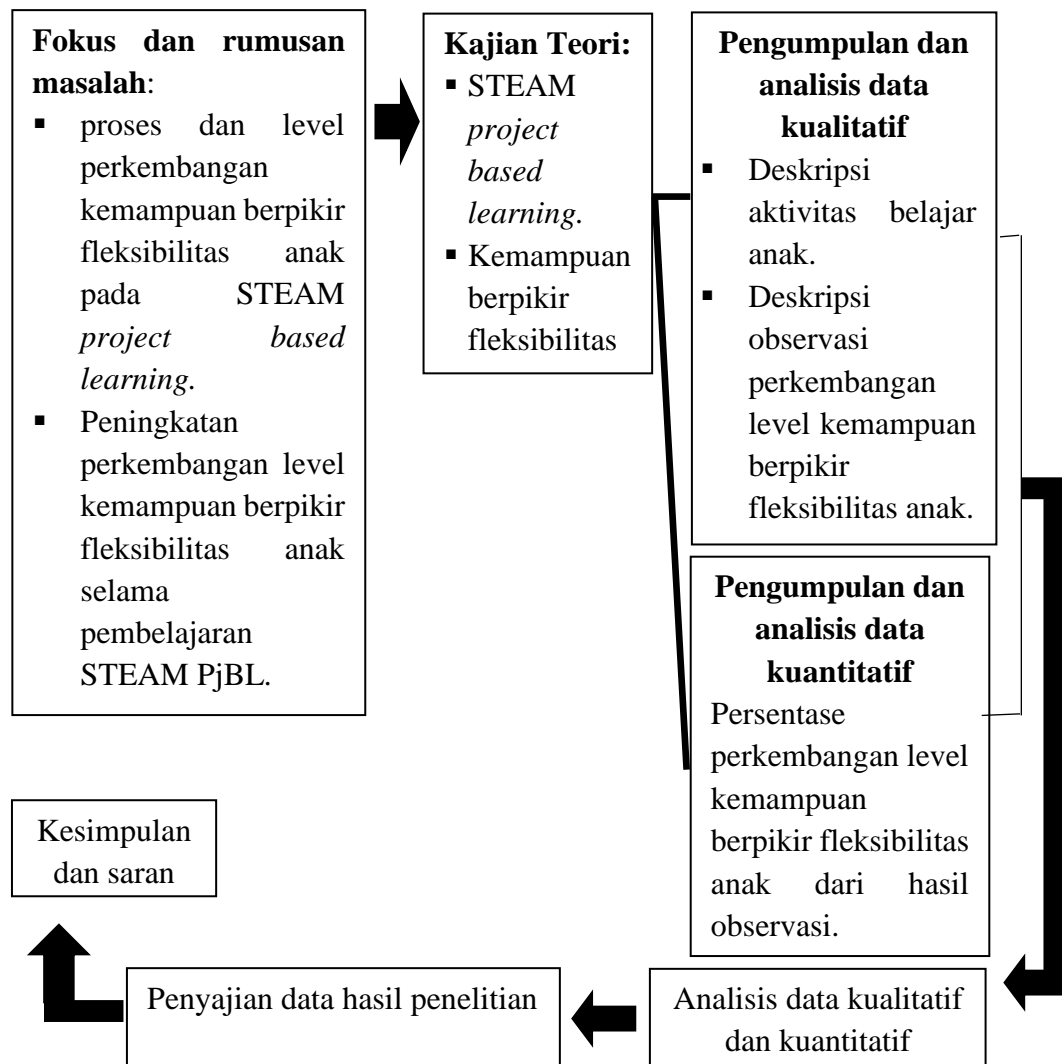 Fokus dan rumusan
masalah:
▪ proses dan level
perkembangan
kemampuan berpikir
fleksibilitas anak
pada STEAM
project based
learning.
▪ Peningkatan
perkembangan level
kemampuan berpikir
fleksibilitas anak
selama
pembelajaran
STEAM PjBL.
Kajian Teori:
▪ STEAM
project
based
learning.
▪ Kemampuan
berpikir
fleksibilitas
Pengumpulan dan
analisis data
kualitatif
▪ Deskripsi
aktivitas belajar
anak.
▪ Deskripsi
observasi
perkembangan
level kemampuan
berpikir
fleksibilitas anak.
Pengumpulan dan
analisis data
kuantitatif
Persentase
perkembangan level
kemampuan
berpikir fleksibilitas
anak dari hasil
observasi.
Analisis data kualitatif
dan kuantitatif
Penyajian data hasil penelitian
Kesimpulan
dan saran